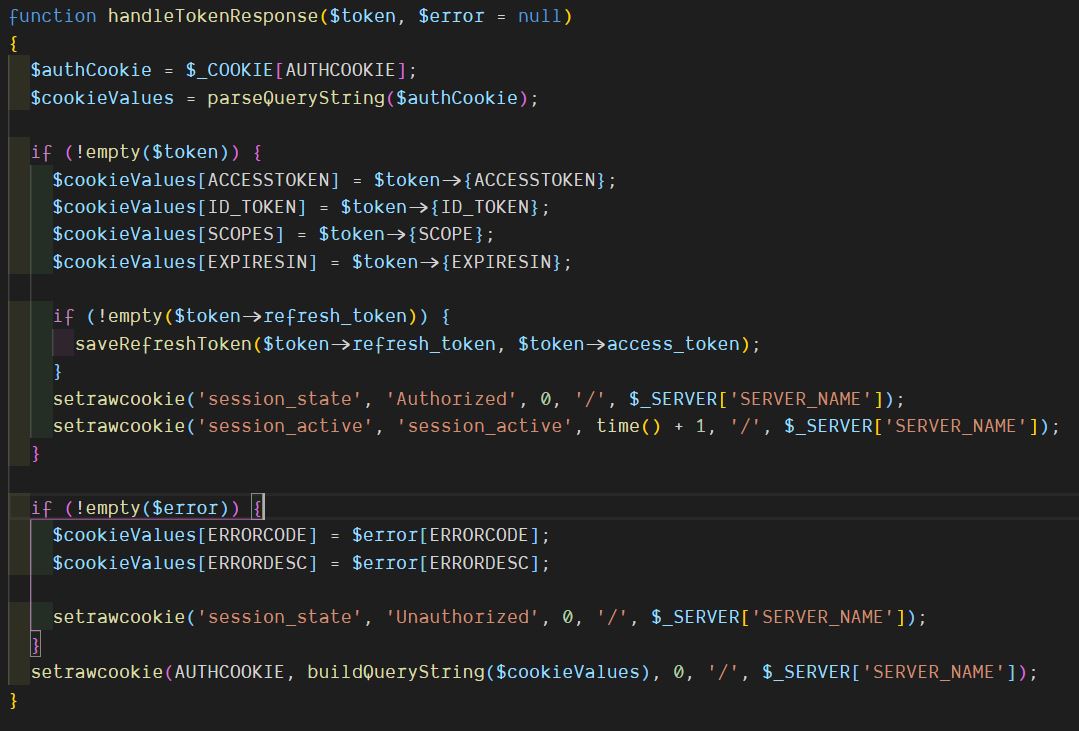 function handleTokenResponse($token, $error = null)
{
  $authCookie = $_COOKIE[AUTHCOOKIE];
  $cookieValues = parseQueryString($authCookie);

  if (!empty($token)) {
    $cookieValues[ACCESSTOKEN] = $token->{ACCESSTOKEN};
    $cookieValues[ID_TOKEN] = $token->{ID_TOKEN};
    $cookieValues[SCOPES] = $token->{SCOPE};
    $cookieValues[EXPIRESIN] = $token->{EXPIRESIN};

    if (!empty($token->refresh_token)) {
      saveRefreshToken($token->refresh_token, $token->access_token);
    }
    setrawcookie('session_state', 'Authorized', 0, '/', $_SERVER['SERVER_NAME']);
    setrawcookie('session_active', 'session_active', time() + 1, '/', $_SERVER['SERVER_NAME']);
  }

  if (!empty($error)) {
    $cookieValues[ERRORCODE] = $error[ERRORCODE];
    $cookieValues[ERRORDESC] = $error[ERRORDESC];

    setrawcookie('session_state', 'Unauthorized', 0, '/', $_SERVER['SERVER_NAME']);
  }
  setrawcookie(AUTHCOOKIE, buildQueryString($cookieValues), 0, '/', $_SERVER['SERVER_NAME']);
}